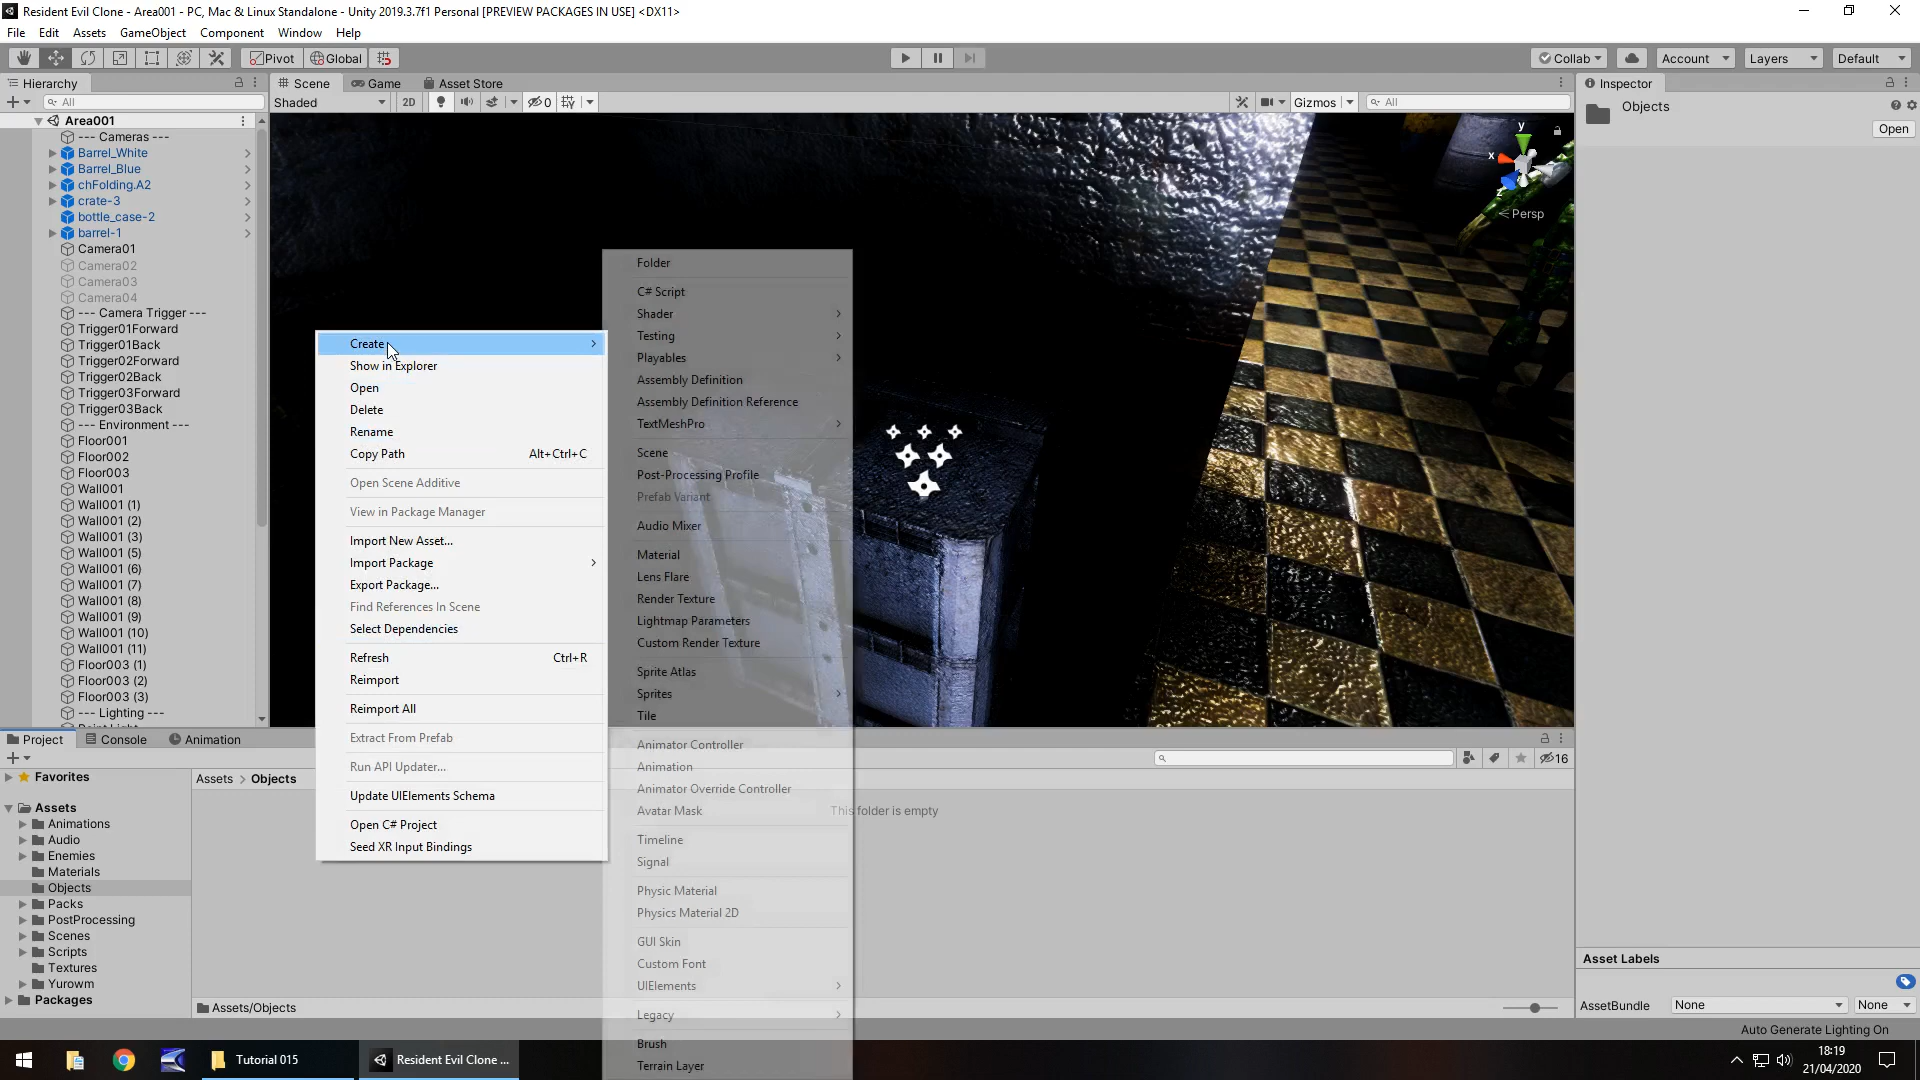 Resident Evil Clone - Area001 - PC, Mac & Linux Standalone - Unity 2019.3.7f1 Personal [PREVIEW PACKAGES IN USE] <DX11>
File Edit Assets GameObject Component Window Help
Pivot Global Collab Account Layers Default
Hierarchy
All
Area001
--- Cameras ---
Barrel_White
Barrel_Blue
chFolding.A2
crate-3
bottle_case-2
barrel-1
Camera01
Camera02
Camera03
Camera04
--- Camera Trigger ---
Trigger01Forward
Trigger01Back
Trigger02Forward
Trigger02Back
Trigger03Forward
Trigger03Back
--- Environment ---
Floor001
Floor002
Floor003
Wall001
Wall001 (1)
Wall001 (2)
Wall001 (3)
Wall001 (5)
Wall001 (6)
Wall001 (7)
Wall001 (8)
Wall001 (9)
Wall001 (10)
Wall001 (11)
Floor003 (1)
Floor003 (2)
Floor003 (3)
--- Lighting ---
Scene Game Asset Store
Shaded 2D 0 Gizmos All
y
x
z
Persp
Create
Show in Explorer
Open
Delete
Rename
Copy Path Alt+Ctrl+C
Open Scene Additive
View in Package Manager
Import New Asset...
Import Package
Export Package...
Find References In Scene
Select Dependencies
Refresh Ctrl+R
Reimport
Reimport All
Extract From Prefab
Run API Updater...
Update UIElements Schema
Open C# Project
Seed XR Input Bindings
Folder
C# Script
Shader
Testing
Playables
Assembly Definition
Assembly Definition Reference
TextMeshPro
Scene
Post-Processing Profile
Prefab Variant
Audio Mixer
Material
Lens Flare
Render Texture
Lightmap Parameters
Custom Render Texture
Sprite Atlas
Sprites
Tile
Animator Controller
Animation
Animator Override Controller
Avatar Mask
Timeline
Signal
Physic Material
Physics Material 2D
GUI Skin
Custom Font
UIElements
Legacy
Brush
Terrain Layer
Inspector
Objects
Open
Asset Labels
AssetBundle None None
Project Console Animation
16
Favorites
Assets
Animations
Audio
Enemies
Materials
Objects
Packs
PostProcessing
Scenes
Scripts
Textures
Yurowm
Packages
Assets > Objects
This folder is empty
Assets/Objects
Auto Generate Lighting On
Tutorial 015
Resident Evil Clone ...
18:19
21/04/2020